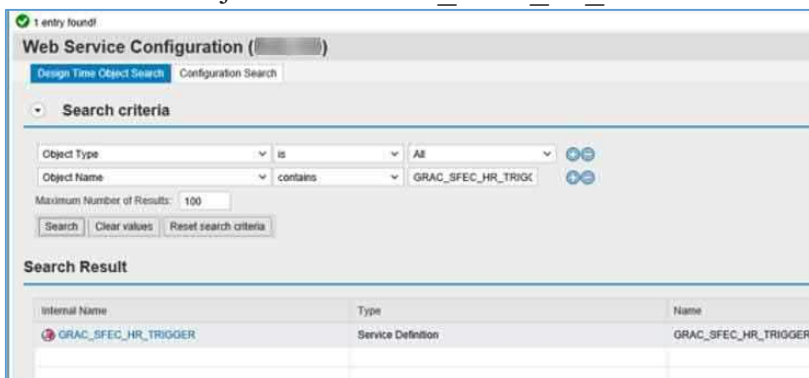 1 entry found!
Web Service Configuration ( )
Design Time Object Search Configuration Search
Search criteria
Object Type is All
Object Name contains GRAC_SFEC_HR_TRIGG
Maximum Number of Results: 100
Search Clear values Reset search criteria
Search Result
Internal Name Type Name
GRAC_SFEC_HR_TRIGGER Service Definition GRAC_SFEC_HR_TRIGGER